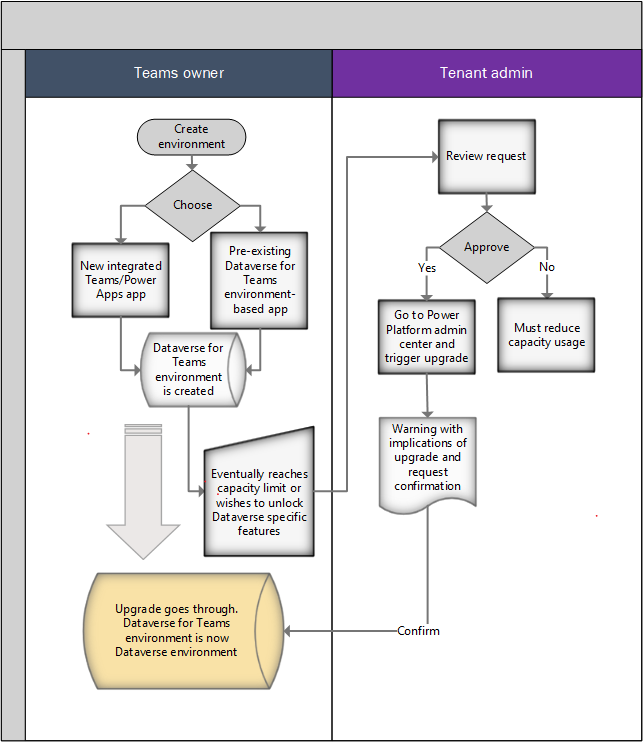 Teams owner
Tenant admin
Create
environment
Choose
New integrated
Teams/Power
Apps app
Pre-existing
Dataverse for
Teams
environment-
based app
Dataverse for
Teams
environment
is created
Eventually reaches
capacity limit or
wishes to unlock
Dataverse specific
features
Upgrade goes through.
Dataverse for Teams
environment is now
Dataverse environment
Review request
Approve
Yes
No
Go to Power
Platform admin
center and
trigger upgrade
Must reduce
capacity usage
Warning with
implications of
upgrade and
request
confirmation
Confirm